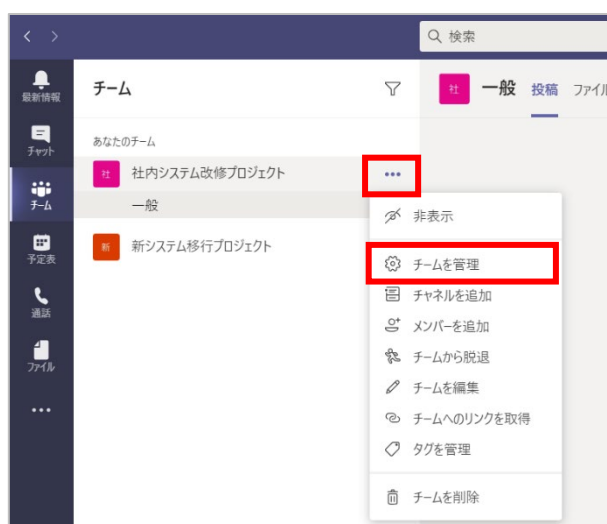 検索
最新情報
チャット
チーム
予定表
通話
ファイル
チーム
あなたのチーム
社 社内システム改修プロジェクト
一般
新 新システム移行プロジェクト
社 一般 投稿 ファイル
非表示
チームを管理
チャネルを追加
メンバーを追加
チームから脱退
チームを編集
チームへのリンクを取得
タグを管理
チームを削除